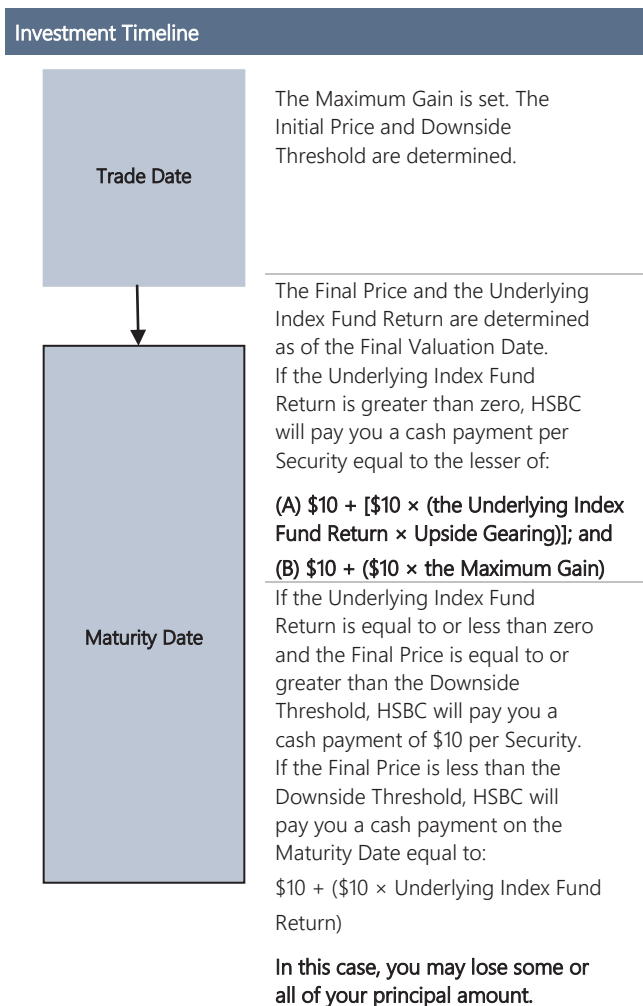 Investment Timeline
Trade Date
The Maximum Gain is set. The
Initial Price and Downside
Threshold are determined.
Maturity Date
The Final Price and the Underlying
Index Fund Return are determined
as of the Final Valuation Date.
If the Underlying Index Fund
Return is greater than zero, HSBC
will pay you a cash payment per
Security equal to the lesser of:
(A) $10 + [$10 × (the Underlying Index
Fund Return × Upside Gearing)]; and
(B) $10 + ($10 × the Maximum Gain)
If the Underlying Index Fund
Return is equal to or less than zero
and the Final Price is equal to or
greater than the Downside
Threshold, HSBC will pay you a
cash payment of $10 per Security.
If the Final Price is less than the
Downside Threshold, HSBC will
pay you a cash payment on the
Maturity Date equal to:
$10 + ($10 × Underlying Index Fund
Return)
In this case, you may lose some or
all of your principal amount.